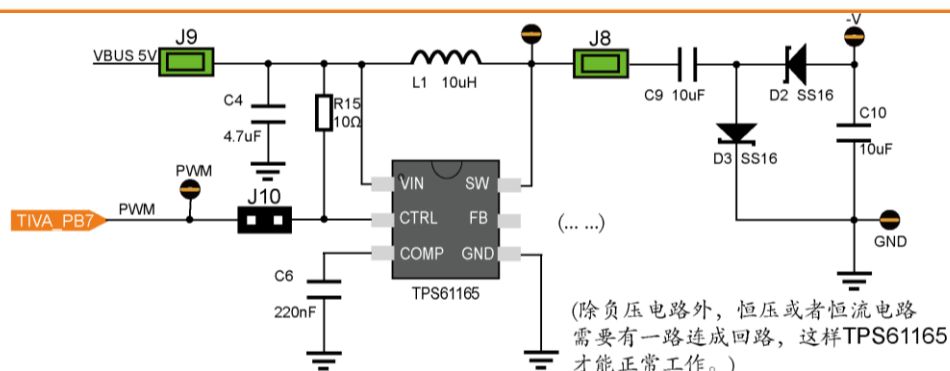 J9
VBUS 5V
J8
-V
L1 10uH
C9 10uF
D2 SS16
C4
4.7uF
R15
10Ω
C10
10uF
D3 SS16
PWM
J10
TIVA_PB7
PWM
VIN
SW
CTRL
FB
COMP
GND
(... ...)
GND
C6
220nF
TPS61165
(除负压电路外，恒压或者恒流电路
需要有一路连成回路，这样TPS61165
才能正常工作。)